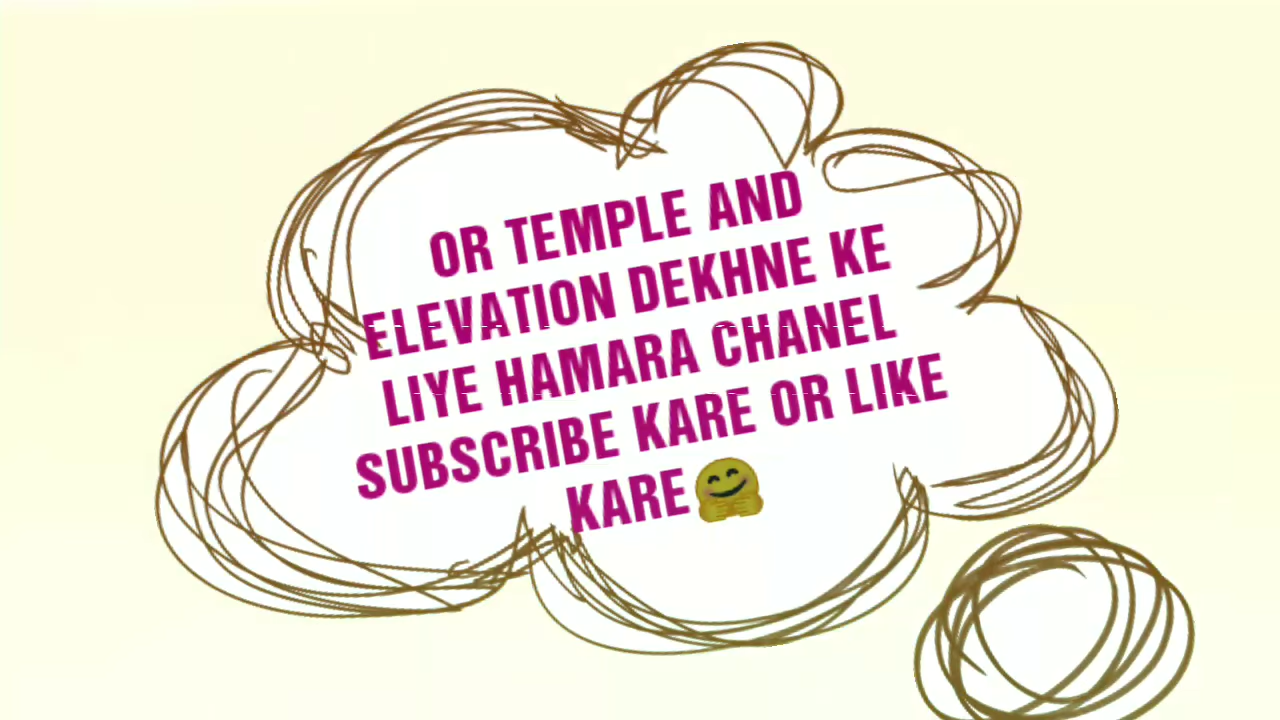 OR TEMPLE AND
ELEVATION DEKHNE KE
LIYE HAMARA CHANEL
SUBSCRIBE KARE OR LIKE
KARE🤗